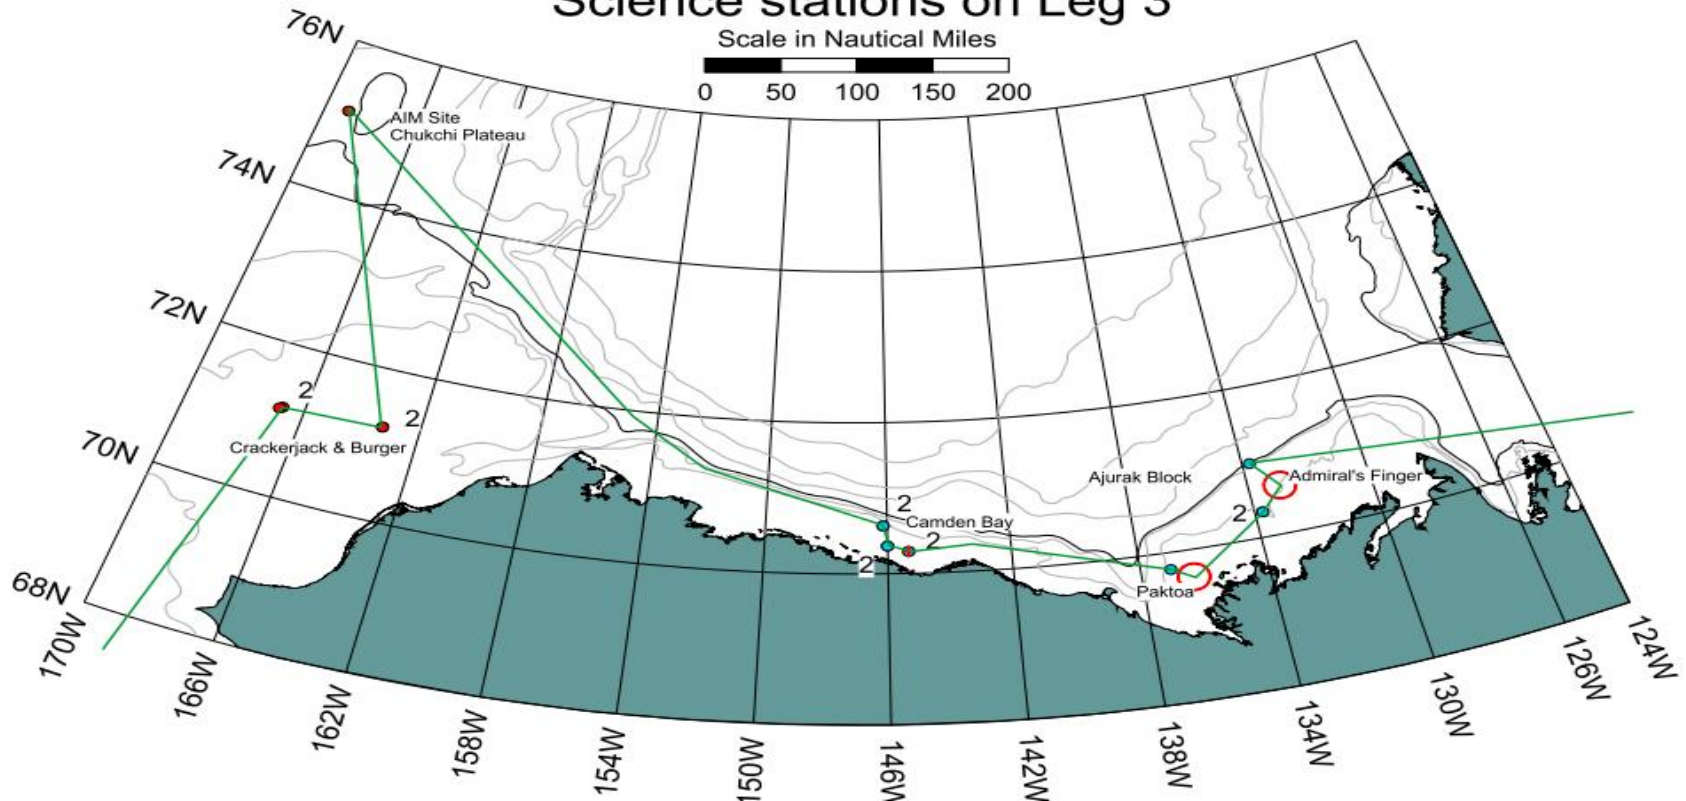 Science stations on Leg 3
Scale in Nautical Miles
0 50 100 150 200
76N
AIM Site
Chukchi Plateau
74N
72N
2
2
Crackerjack & Burger
70N
2
Camden Bay
2
2
Ajurak Block
Admiral's Finger
2
Paktoa
68N
170W
166W
162W
158W
154W
150W
146W
142W
138W
134W
130W
126W
124W